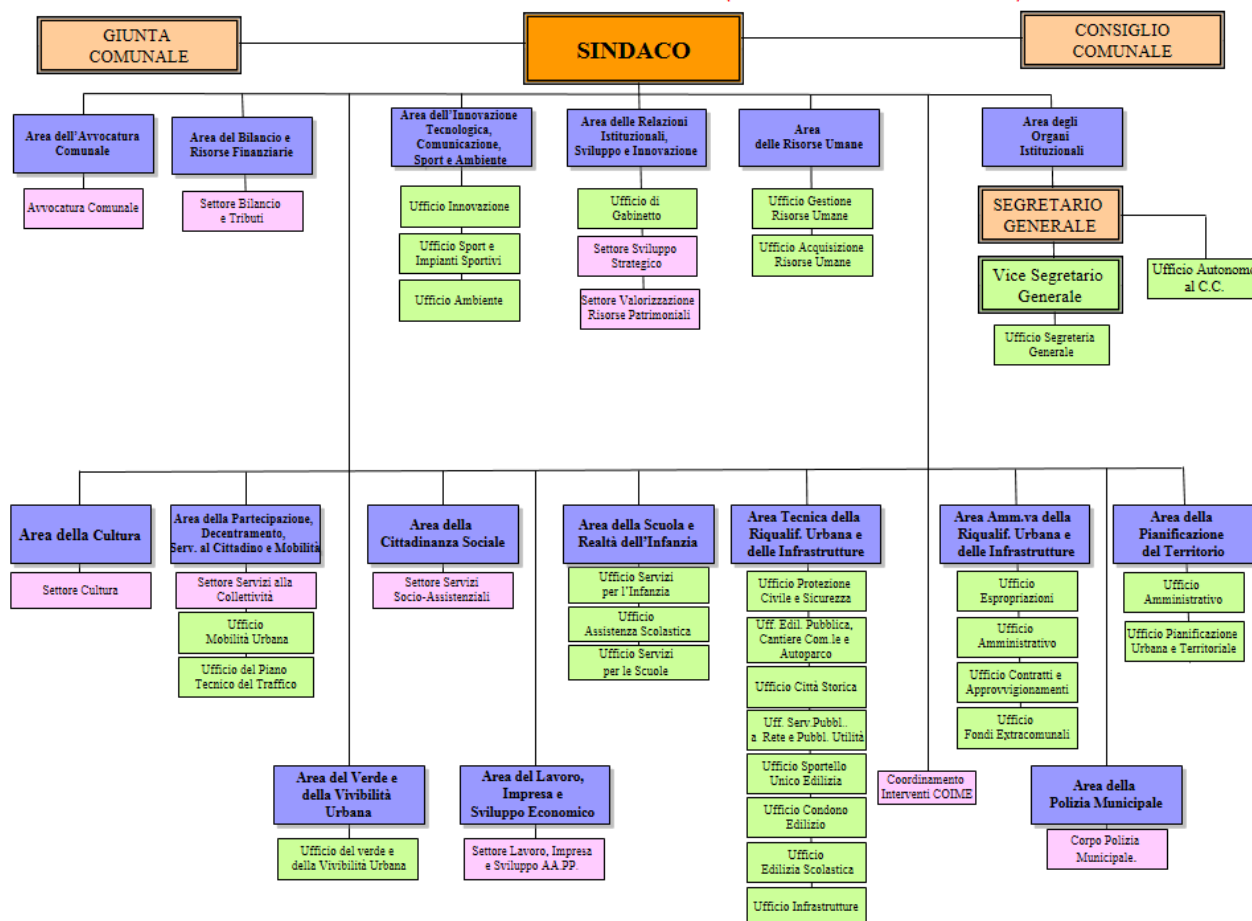 GIUNTA
COMUNALE
SINDACO
CONSIGLIO
COMUNALE
Area dell'Avvocatura
Comunale
Avvocatura Comunale
Area del Bilancio e
Risorse Finanziarie
Settore Bilancio
e Tributi
Area dell'Innovazione
Tecnologica,
Comunicazione,
Sport e Ambiente
Ufficio Innovazione
Ufficio Sport e
Impianti Sportivi
Ufficio Ambiente
Area delle Relazioni
Istituzionali,
Sviluppo e Innovazione
Ufficio di
Gabinetto
Settore Sviluppo
Strategico
Settore Valorizzazione
Risorse Patrimoniali
Area
delle Risorse Umane
Ufficio Gestione
Risorse Umane
Ufficio Acquisizione
Risorse Umane
Area degli
Organi
Istituzionali
SEGRETARIO
GENERALE
Vice Segretario
Generale
Ufficio Segreteria
Generale
Ufficio Autonomo
al C.C.
Area della Cultura
Settore Cultura
Area della Partecipazione,
Decentramento,
Serv. al Cittadino e Mobilità
Settore Servizi alla
Collettività
Ufficio
Mobilità Urbana
Ufficio del Piano
Tecnico del Traffico
Area della
Cittadinanza Sociale
Settore Servizi
Socio-Assistenziali
Area della Scuola e
Realtà dell'Infanzia
Ufficio Servizi
per l'Infanzia
Ufficio
Assistenza Scolastica
Ufficio Servizi
per le Scuole
Area Tecnica della
Riqualif. Urbana e
delle Infrastrutture
Ufficio Protezione
Civile e Sicurezza
Uff. Edil. Pubblica,
Cantiere Com.le e
Autoparco
Ufficio Città Storica
Uff. Serv.Pubbl..
a Rete e Pubbl. Utilità
Ufficio Sportello
Unico Edilizia
Ufficio Condono
Edilizio
Ufficio
Edilizia Scolastica
Ufficio Infrastrutture
Area Amm.va della
Riqualif. Urbana e
delle Infrastrutture
Ufficio
Espropriazioni
Ufficio
Amministrativo
Ufficio Contratti e
Approvvigionamenti
Ufficio
Fondi Extracomunali
Area della
Pianificazione
del Territorio
Ufficio
Amministrativo
Ufficio Pianificazione
Urbana e Territoriale
Area del Verde e
della Vivibilità
Urbana
Ufficio del verde e
della Vivibilità Urbana
Area del Lavoro,
Impresa e
Sviluppo Economico
Settore Lavoro, Impresa
e Sviluppo AA.PP.
Coordinamento
Interventi COIME
Area della
Polizia Municipale
Corpo Polizia
Municipale.